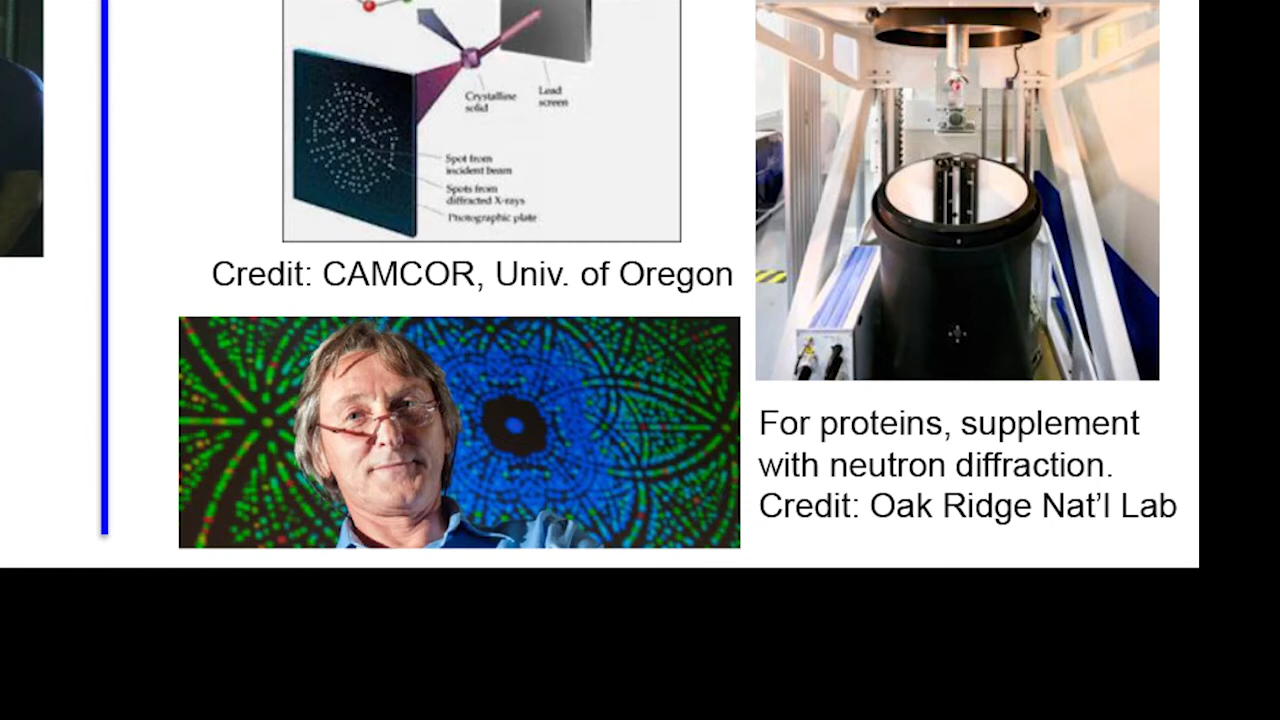 Crystalline
solid
Lead
screen
Spot from
incident beam
Spots from
diffracted X-rays
Photographic plate
Credit: CAMCOR, Univ. of Oregon
For proteins, supplement
with neutron diffraction.
Credit: Oak Ridge Nat’l Lab